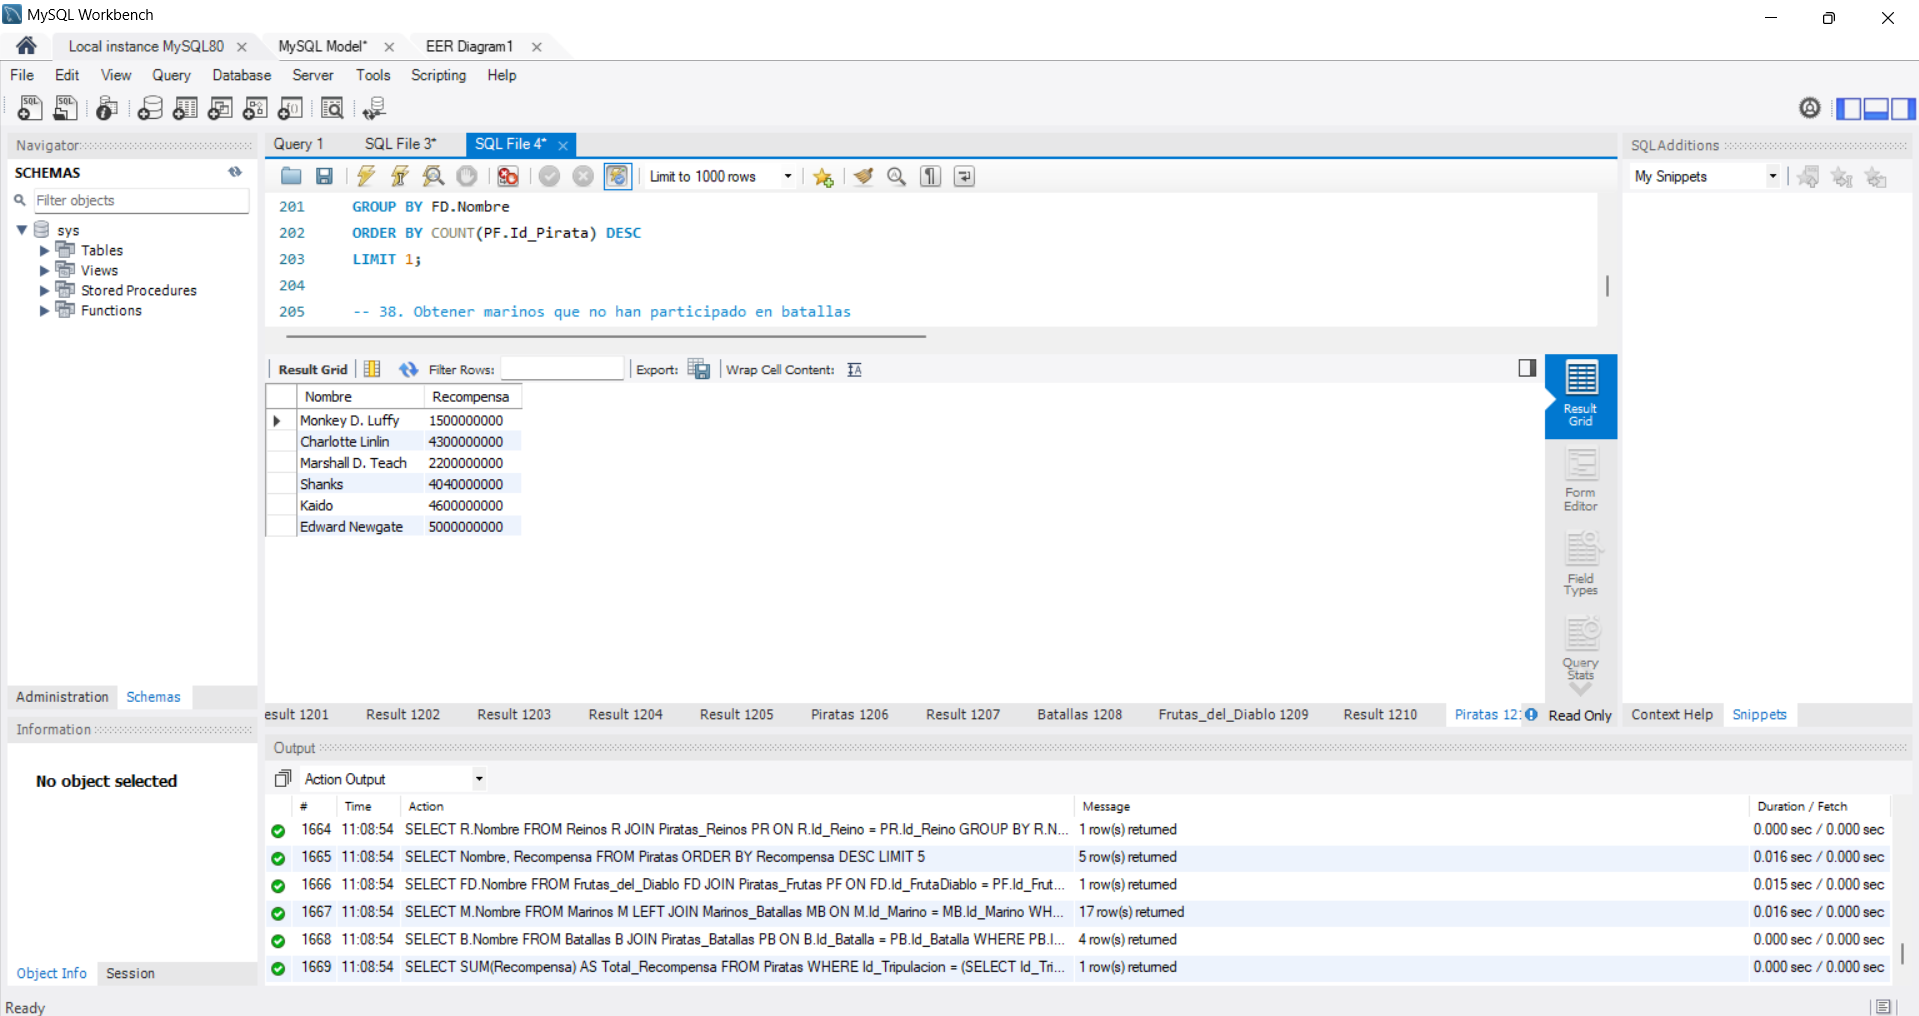 MySQL Workbench
Local instance MySQL80
MySQL Model*
EER Diagram1
File Edit View Query Database Server Tools Scripting Help
Navigator
SCHEMAS
Filter objects
sys
Tables
Views
Stored Procedures
Functions
Administration Schemas
Information
No object selected
Object Info Session
Ready
Query 1 SQL File 3* SQL File 4*
Limit to 1000 rows
201 GROUP BY FD.Nombre
202 ORDER BY COUNT(PF.Id_Pirata) DESC
203 LIMIT 1;
204
205 -- 38. Obtener marinos que no han participado en batallas
Result Grid Filter Rows: Export: Wrap Cell Content:
Nombre Recompensa
Monkey D. Luffy 1500000000
Charlotte Linlin 4300000000
Marshall D. Teach 2200000000
Shanks 4040000000
Kaido 4600000000
Edward Newgate 5000000000
Result Grid
Form Editor
Field Types
Query Stats
esult 1201 Result 1202 Result 1203 Result 1204 Result 1205 Piratas 1206 Result 1207 Batallas 1208 Frutas_del_Diablo 1209 Result 1210 Piratas 121 Read Only
SQLAdditions
My Snippets
Context Help Snippets
Output
Action Output
# Time Action Message Duration / Fetch
1664 11:08:54 SELECT R.Nombre FROM Reinos R JOIN Piratas_Reinos PR ON R.Id_Reino = PR.Id_Reino GROUP BY R.N... 1 row(s) returned 0.000 sec / 0.000 sec
1665 11:08:54 SELECT Nombre, Recompensa FROM Piratas ORDER BY Recompensa DESC LIMIT 5 5 row(s) returned 0.016 sec / 0.000 sec
1666 11:08:54 SELECT FD.Nombre FROM Frutas_del_Diablo FD JOIN Piratas_Frutas PF ON FD.Id_FrutaDiablo = PF.Id_Frut... 1 row(s) returned 0.015 sec / 0.000 sec
1667 11:08:54 SELECT M.Nombre FROM Marinos M LEFT JOIN Marinos_Batallas MB ON M.Id_Marino = MB.Id_Marino WH... 17 row(s) returned 0.016 sec / 0.000 sec
1668 11:08:54 SELECT B.Nombre FROM Batallas B JOIN Piratas_Batallas PB ON B.Id_Batalla = PB.Id_Batalla WHERE PB.I... 4 row(s) returned 0.000 sec / 0.000 sec
1669 11:08:54 SELECT SUM(Recompensa) AS Total_Recompensa FROM Piratas WHERE Id_Tripulacion = (SELECT Id_Tri... 1 row(s) returned 0.000 sec / 0.000 sec